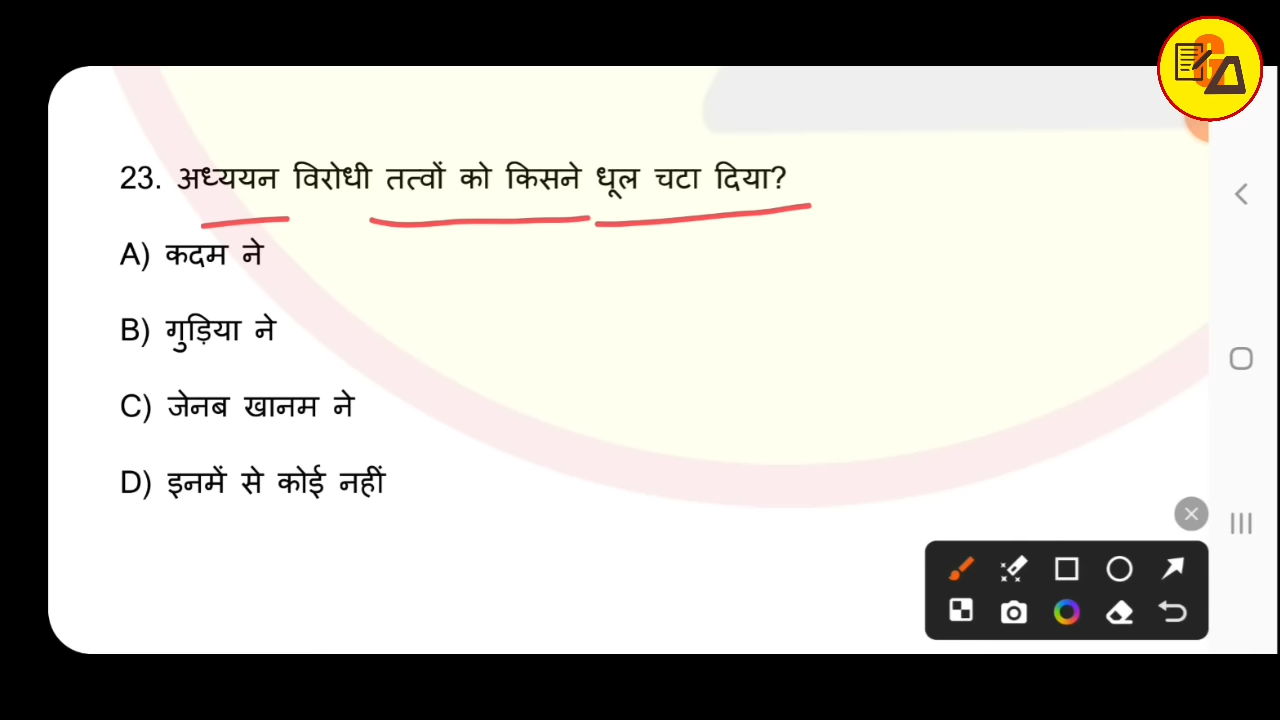 23. अध्ययन विरोधी तत्वों को किसने धूल चटा दिया?
A) कदम ने
B) गुड़िया ने
C) जेनब खानम ने
D) इनमें से कोई नहीं